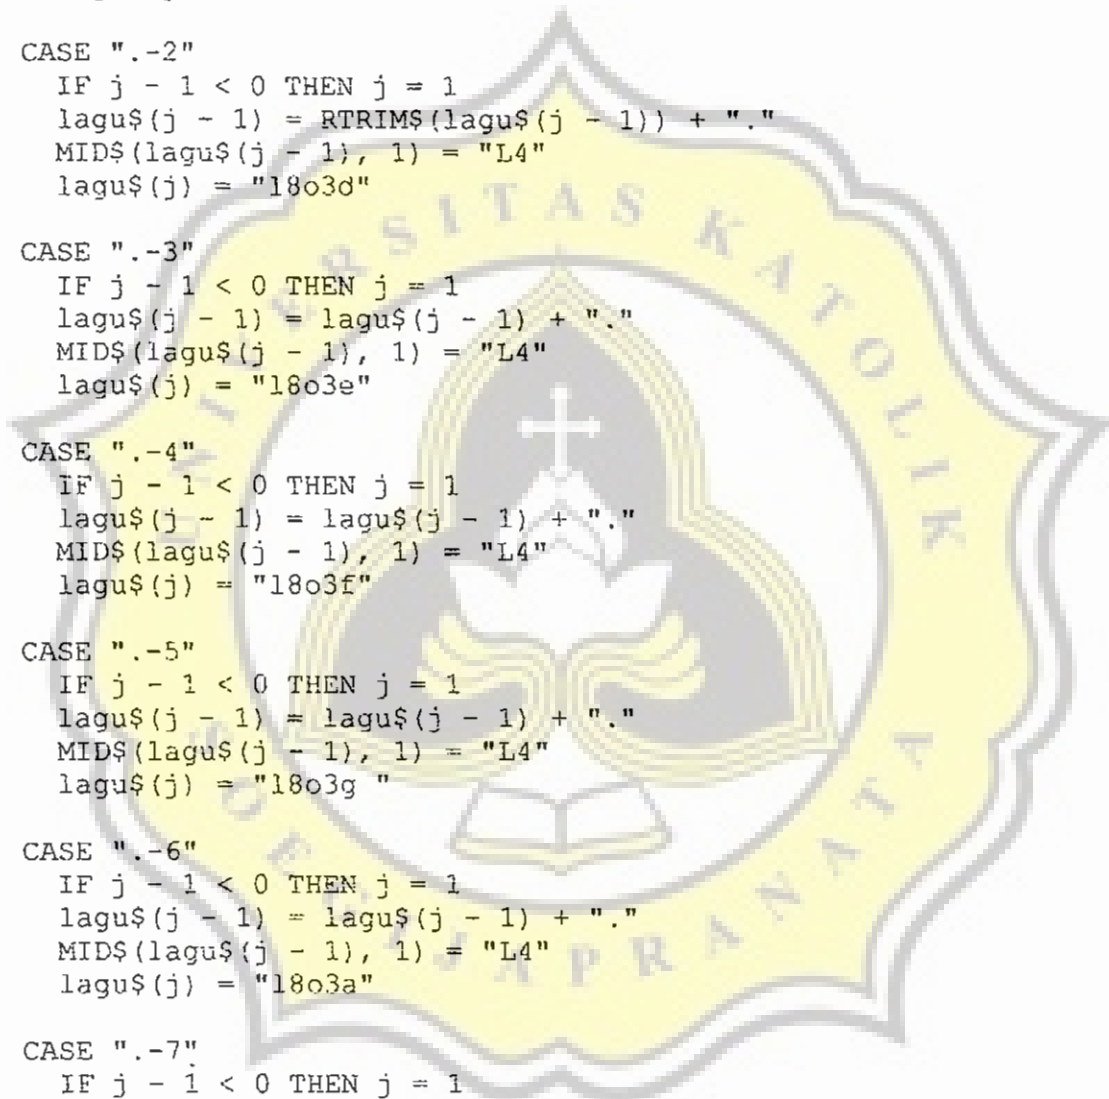 CASE ".-2"
IF j - 1 < 0 THEN j = 1
lagu$(j - 1) = RTRIM$(lagu$(j - 1)) + "."
MID$(lagu$(j - 1), 1) = "L4"
lagu$(j) = "l8o3d"
CASE ".-3"
IF j - 1 < 0 THEN j = 1
lagu$(j - 1) = lagu$(j - 1) + "."
MID$(lagu$(j - 1), 1) = "L4"
lagu$(j) = "l8o3e"
CASE ".-4"
IF j - 1 < 0 THEN j = 1
lagu$(j - 1) = lagu$(j - 1) + "."
MID$(lagu$(j - 1), 1) = "L4"
lagu$(j) = "l8o3f"
CASE ".-5"
IF j - 1 < 0 THEN j = 1
lagu$(j - 1) = lagu$(j - 1) + "."
MID$(lagu$(j - 1), 1) = "L4"
lagu$(j) = "l8o3g "
CASE ".-6"
IF j - 1 < 0 THEN j = 1
lagu$(j - 1) = lagu$(j - 1) + "."
MID$(lagu$(j - 1), 1) = "L4"
lagu$(j) = "l8o3a"
CASE ".-7"
IF j - 1 < 0 THEN j = 1
UNIVERSITAS KATOLIK
SOEGIJAPRANATA